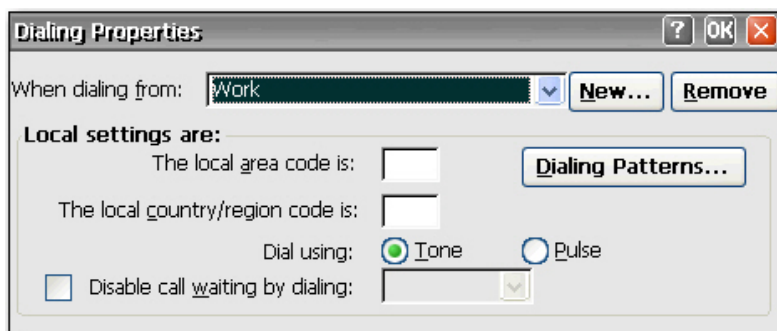 Dialing Properties ? OK
When dialing from: Work New... Remove
Local settings are:
The local area code is: Dialing Patterns...
The local country/region code is:
Dial using: Tone Pulse
Disable call waiting by dialing: